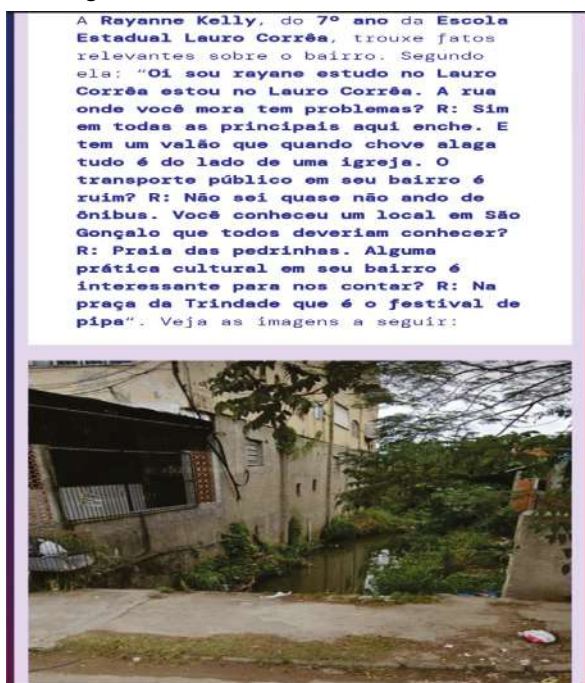 A Rayanne Kelly, do 7º ano da Escola
Estadual Lauro Corrêa, trouxe fatos
relevantes sobre o bairro. Segundo
ela: "Oi sou rayane estudo no Lauro
Corrêa estou no Lauro Corrêa. A rua
onde você mora tem problemas? R: Sim
em todas as principais aqui enche. E
tem um valão que quando chove alaga
tudo é do lado de uma igreja. O
transporte público em seu bairro é
ruim? R: Não sei quase não ando de
ônibus. Você conheceu um local em São
Gonçalo que todos deveriam conhecer?
R: Praia das pedrinhas. Alguma
prática cultural em seu bairro é
interessante para nos contar? R: Na
praça da Trindade que é o festival de
pipa". Veja as imagens a seguir: